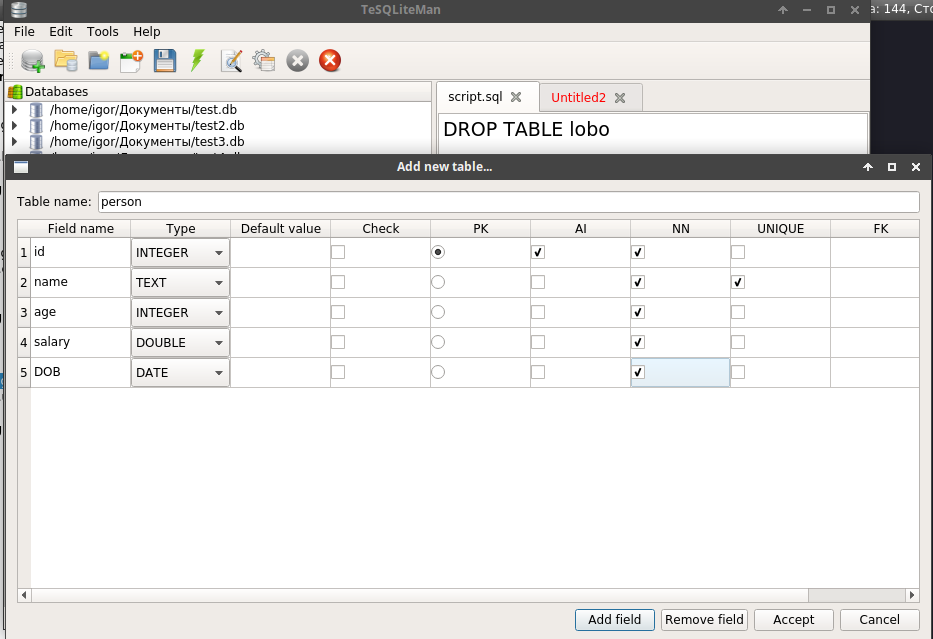 TeSQLiteMan
а: 144, Сто
File Edit Tools Help
Databases
/home/igor/Документы/test.db
/home/igor/Документы/test2.db
/home/igor/Документы/test3.db
script.sql Untitled2
DROP TABLE lobo
Add new table...
Table name: person
Field name Type Default value Check PK AI NN UNIQUE FK
1 id INTEGER
2 name TEXT
3 age INTEGER
4 salary DOUBLE
5 DOB DATE
Add field Remove field Accept Cancel